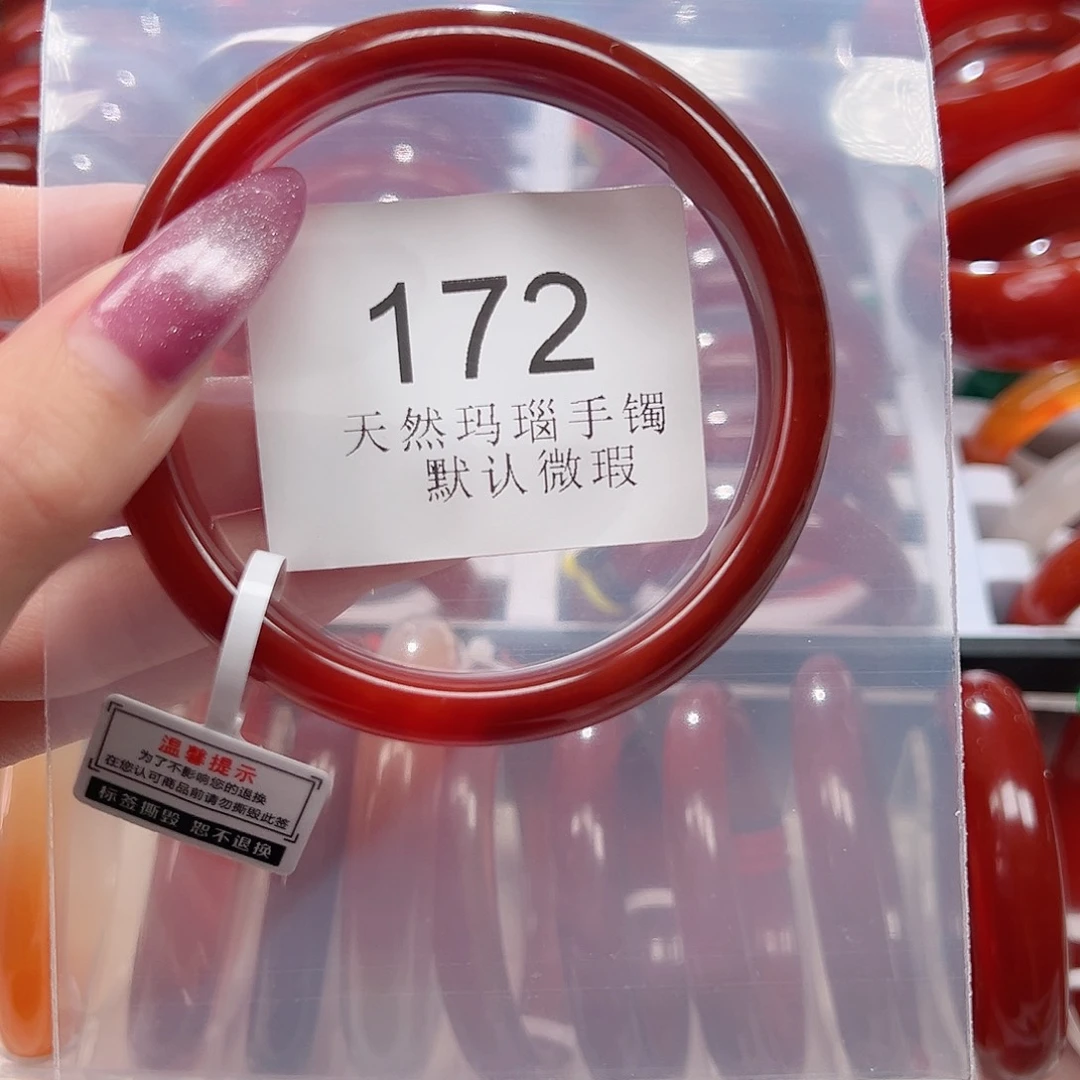 172
天然玛瑙手镯
默认微瑕
温馨提示
为了不影响您的退换
在您认可商品前请勿撕毁此签
标签撕毁 恕不退换